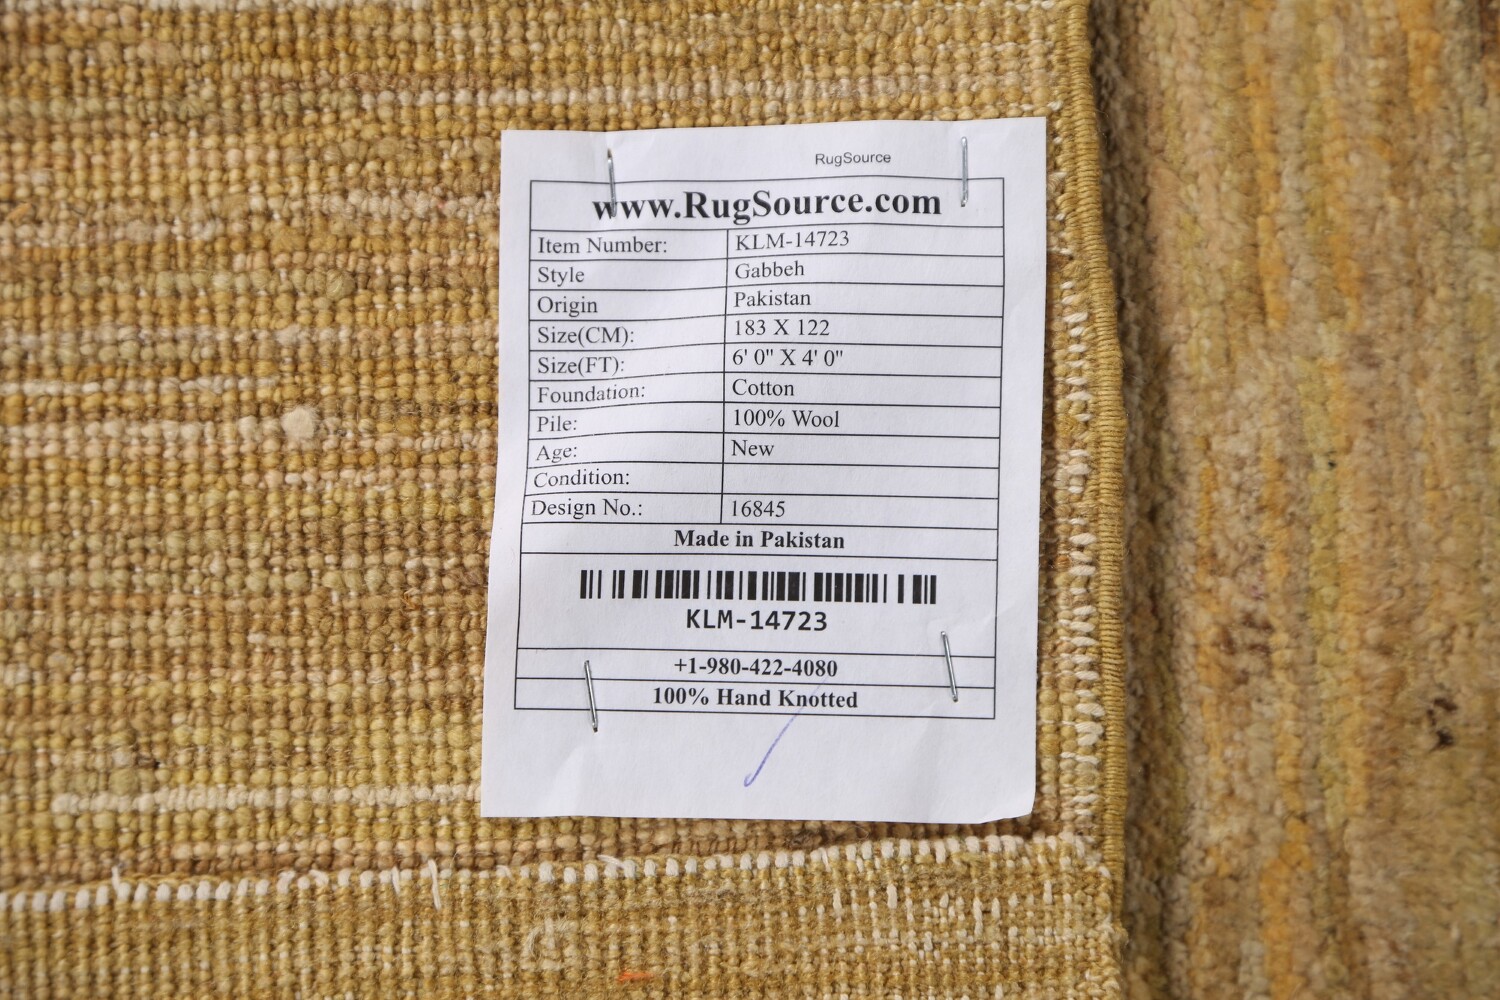 RugSource
www.RugSource.com
Item Number: KLM-14723
Style Gabbeh
Origin Pakistan
Size(CM): 183 X 122
Size(FT): 6' 0" X 4' 0"
Foundation: Cotton
Pile: 100% Wool
Age: New
Condition:
Design No.: 16845
Made in Pakistan
KLM-14723
+1-980-422-4080
100% Hand Knotted